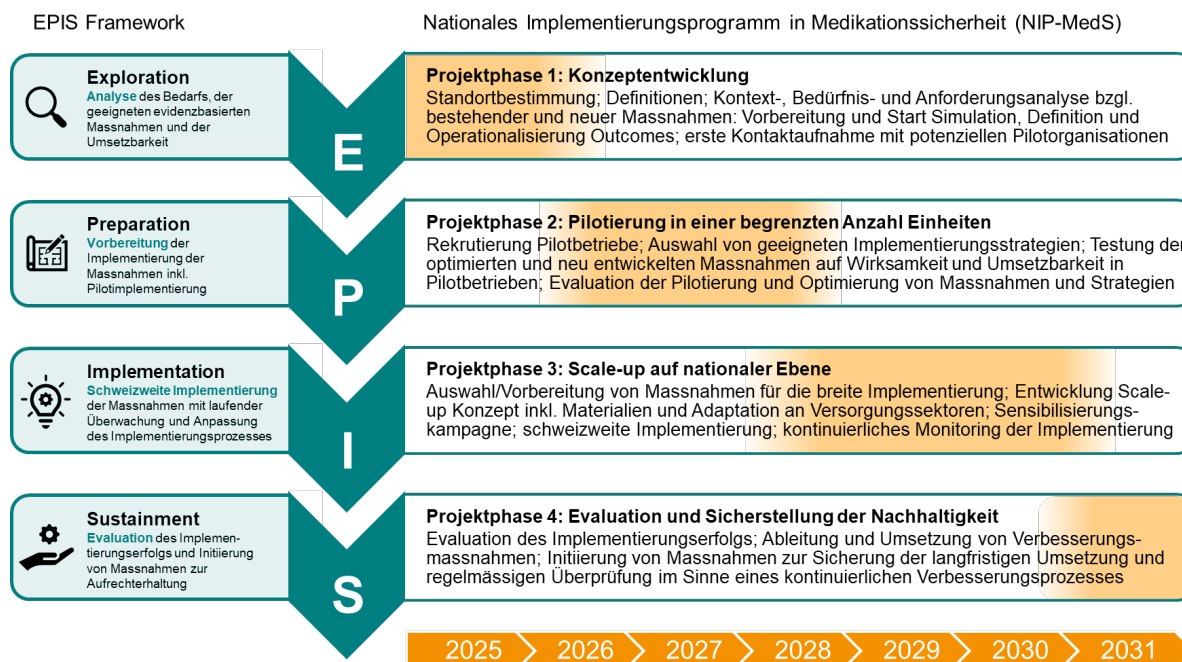 EPIS Framework
Nationales Implementierungsprogramm in Medikationssicherheit (NIP-MedS)
Exploration
Analyse des Bedarfs, der
geeigneten evidenzbasierten
Massnahmen und der
Umsetzbarkeit
E
Projektphase 1: Konzeptentwicklung
Standortbestimmung; Definitionen; Kontext-, Bedürfnis- und Anforderungsanalyse bzgl.
bestehender und neuer Massnahmen: Vorbereitung und Start Simulation, Definition und
Operationalisierung Outcomes; erste Kontaktaufnahme mit potenziellen Pilotorganisationen
Preparation
Vorbereitung der
Implementierung der
Massnahmen inkl.
Pilotimplementierung
P
Projektphase 2: Pilotierung in einer begrenzten Anzahl Einheiten
Rekrutierung Pilotbetriebe; Auswahl von geeigneten Implementierungsstrategien; Testung der
optimierten und neu entwickelten Massnahmen auf Wirksamkeit und Umsetzbarkeit in
Pilotbetrieben; Evaluation der Pilotierung und Optimierung von Massnahmen und Strategien
Implementation
Schweizweite Implementierung
der Massnahmen mit laufender
Überwachung und Anpassung
des Implementierungsprozesses
I
Projektphase 3: Scale-up auf nationaler Ebene
Auswahl/Vorbereitung von Massnahmen für die breite Implementierung; Entwicklung Scale-
up Konzept inkl. Materialien und Adaptation an Versorgungssektoren; Sensibilisierungs-
kampagne; schweizweite Implementierung; kontinuierliches Monitoring der Implementierung
Sustainment
Evaluation des Implemen-
tierungserfolgs und Initiierung
von Massnahmen zur
Aufrechterhaltung
S
Projektphase 4: Evaluation und Sicherstellung der Nachhaltigkeit
Evaluation des Implementierungserfolgs; Ableitung und Umsetzung von Verbesserungs-
massnahmen; Initiierung von Massnahmen zur Sicherung der langfristigen Umsetzung und
regelmässigen Überprüfung im Sinne eines kontinuierlichen Verbesserungsprozesses
2025 2026 2027 2028 2029 2030 2031